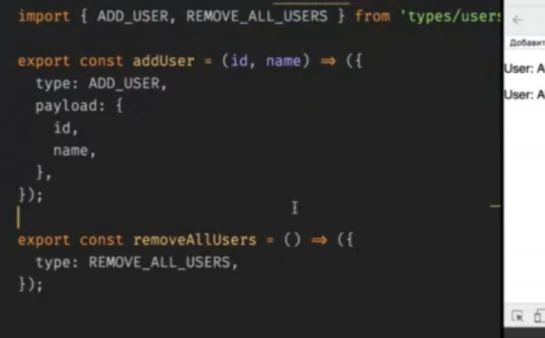 import { ADD_USER, REMOVE_ALL_USERS } from 'types/users
export const addUser = (id, name) => ({
type: ADD_USER,
payload: {
id,
name,
},
});
export const removeAllUsers = () => ({
type: REMOVE_ALL_USERS,
});
Добавит
User: A
User: A